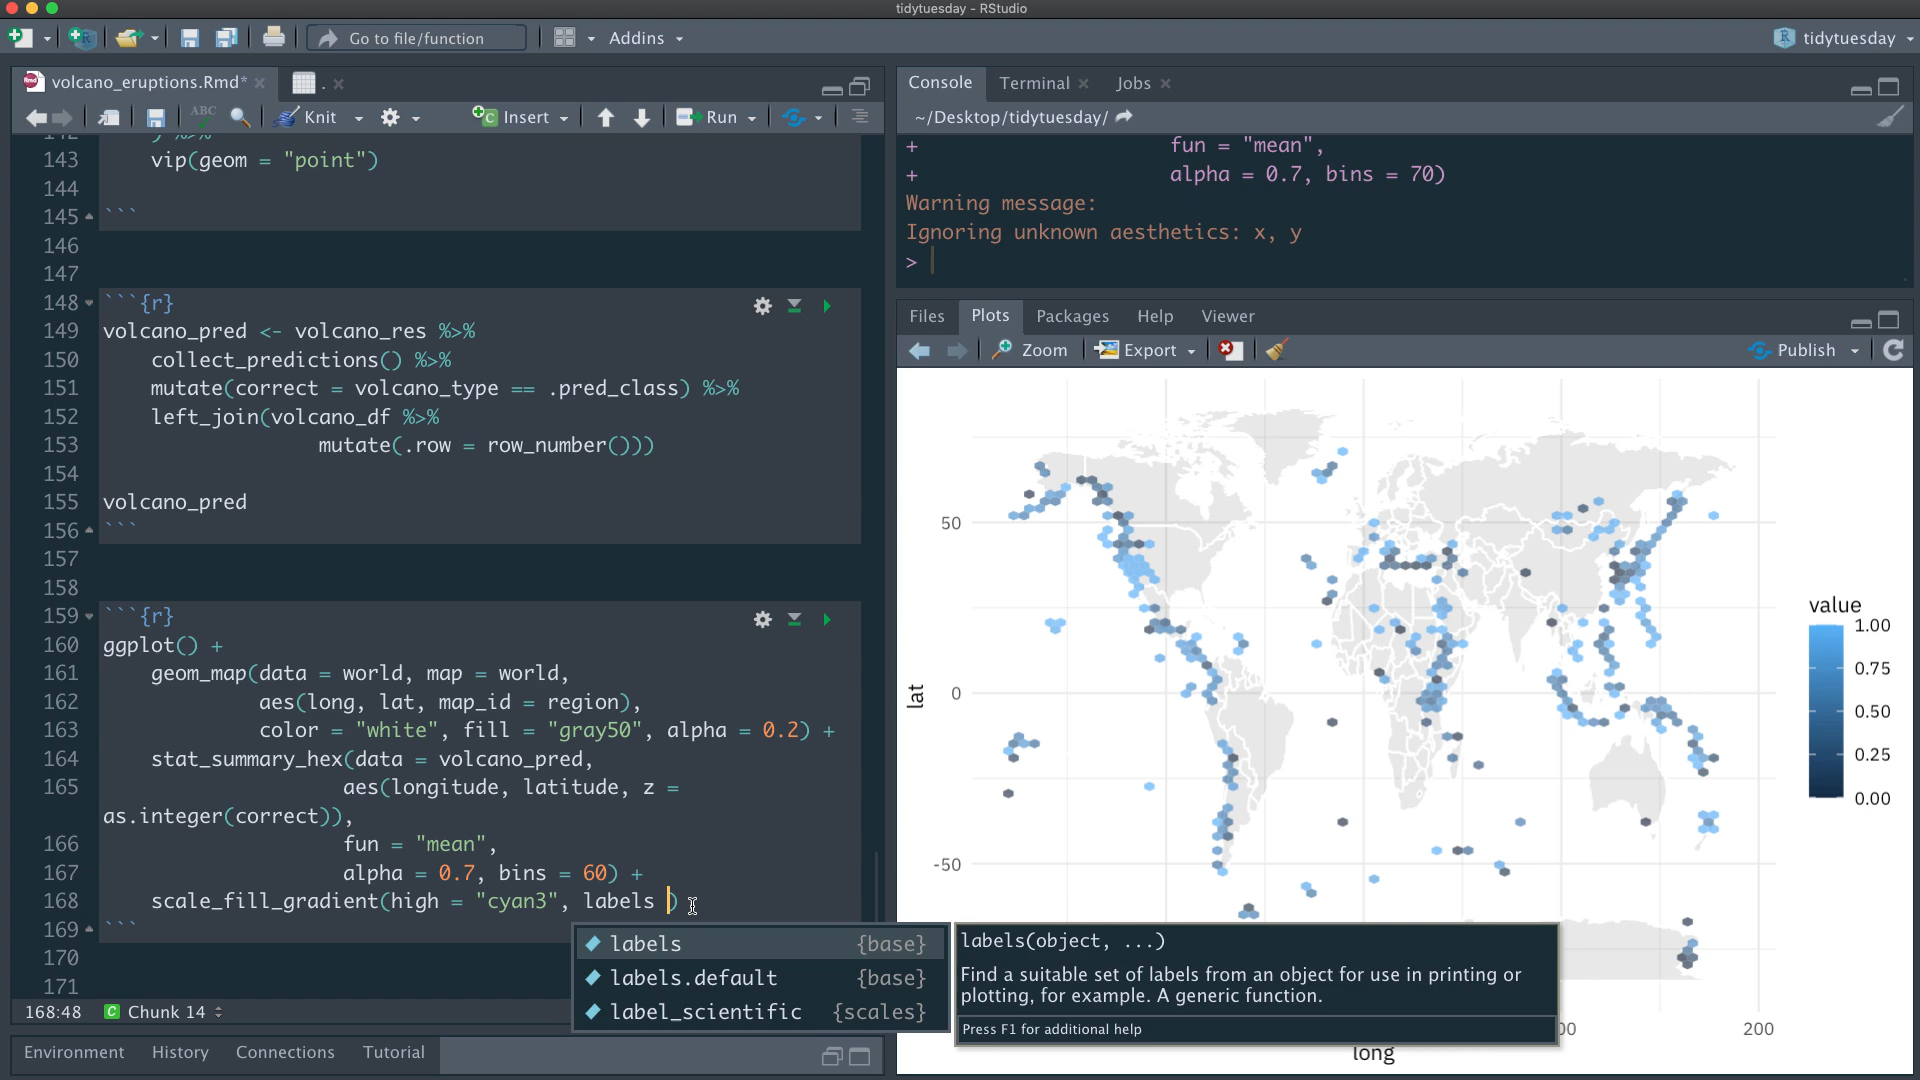 tidytuesday - RStudio
Go to file/function
Addins
tidytuesday
volcano_eruptions.Rmd*
.
ABC
Knit
Insert
Run
142 y %>%
143 vip(geom = "point")
144
145 ```
146
147
148 ```{r}
149 volcano_pred <- volcano_res %>%
150 collect_predictions() %>%
151 mutate(correct = volcano_type == .pred_class) %>%
152 left_join(volcano_df %>%
153 mutate(.row = row_number()))
154
155 volcano_pred
156 ```
157
158
159 ```{r}
160 ggplot() +
161 geom_map(data = world, map = world,
162 aes(long, lat, map_id = region),
163 color = "white", fill = "gray50", alpha = 0.2) +
164 stat_summary_hex(data = volcano_pred,
165 aes(longitude, latitude, z =
as.integer(correct)),
166 fun = "mean",
167 alpha = 0.7, bins = 60) +
168 scale_fill_gradient(high = "cyan3", labels )
169 ```
170
171
labels {base}
labels.default {base}
label_scientific {scales}
labels(object, ...)
Find a suitable set of labels from an object for use in printing or
plotting, for example. A generic function.
Press F1 for additional help
168:48 Chunk 14
Environment History Connections Tutorial
Console Terminal Jobs
~/Desktop/tidytuesday/
+ fun = "mean",
+ alpha = 0.7, bins = 70)
Warning message:
Ignoring unknown aesthetics: x, y
>
Files Plots Packages Help Viewer
Zoom Export Publish
50
0
-50
lat
value
1.00
0.75
0.50
0.25
0.00
00 200
long